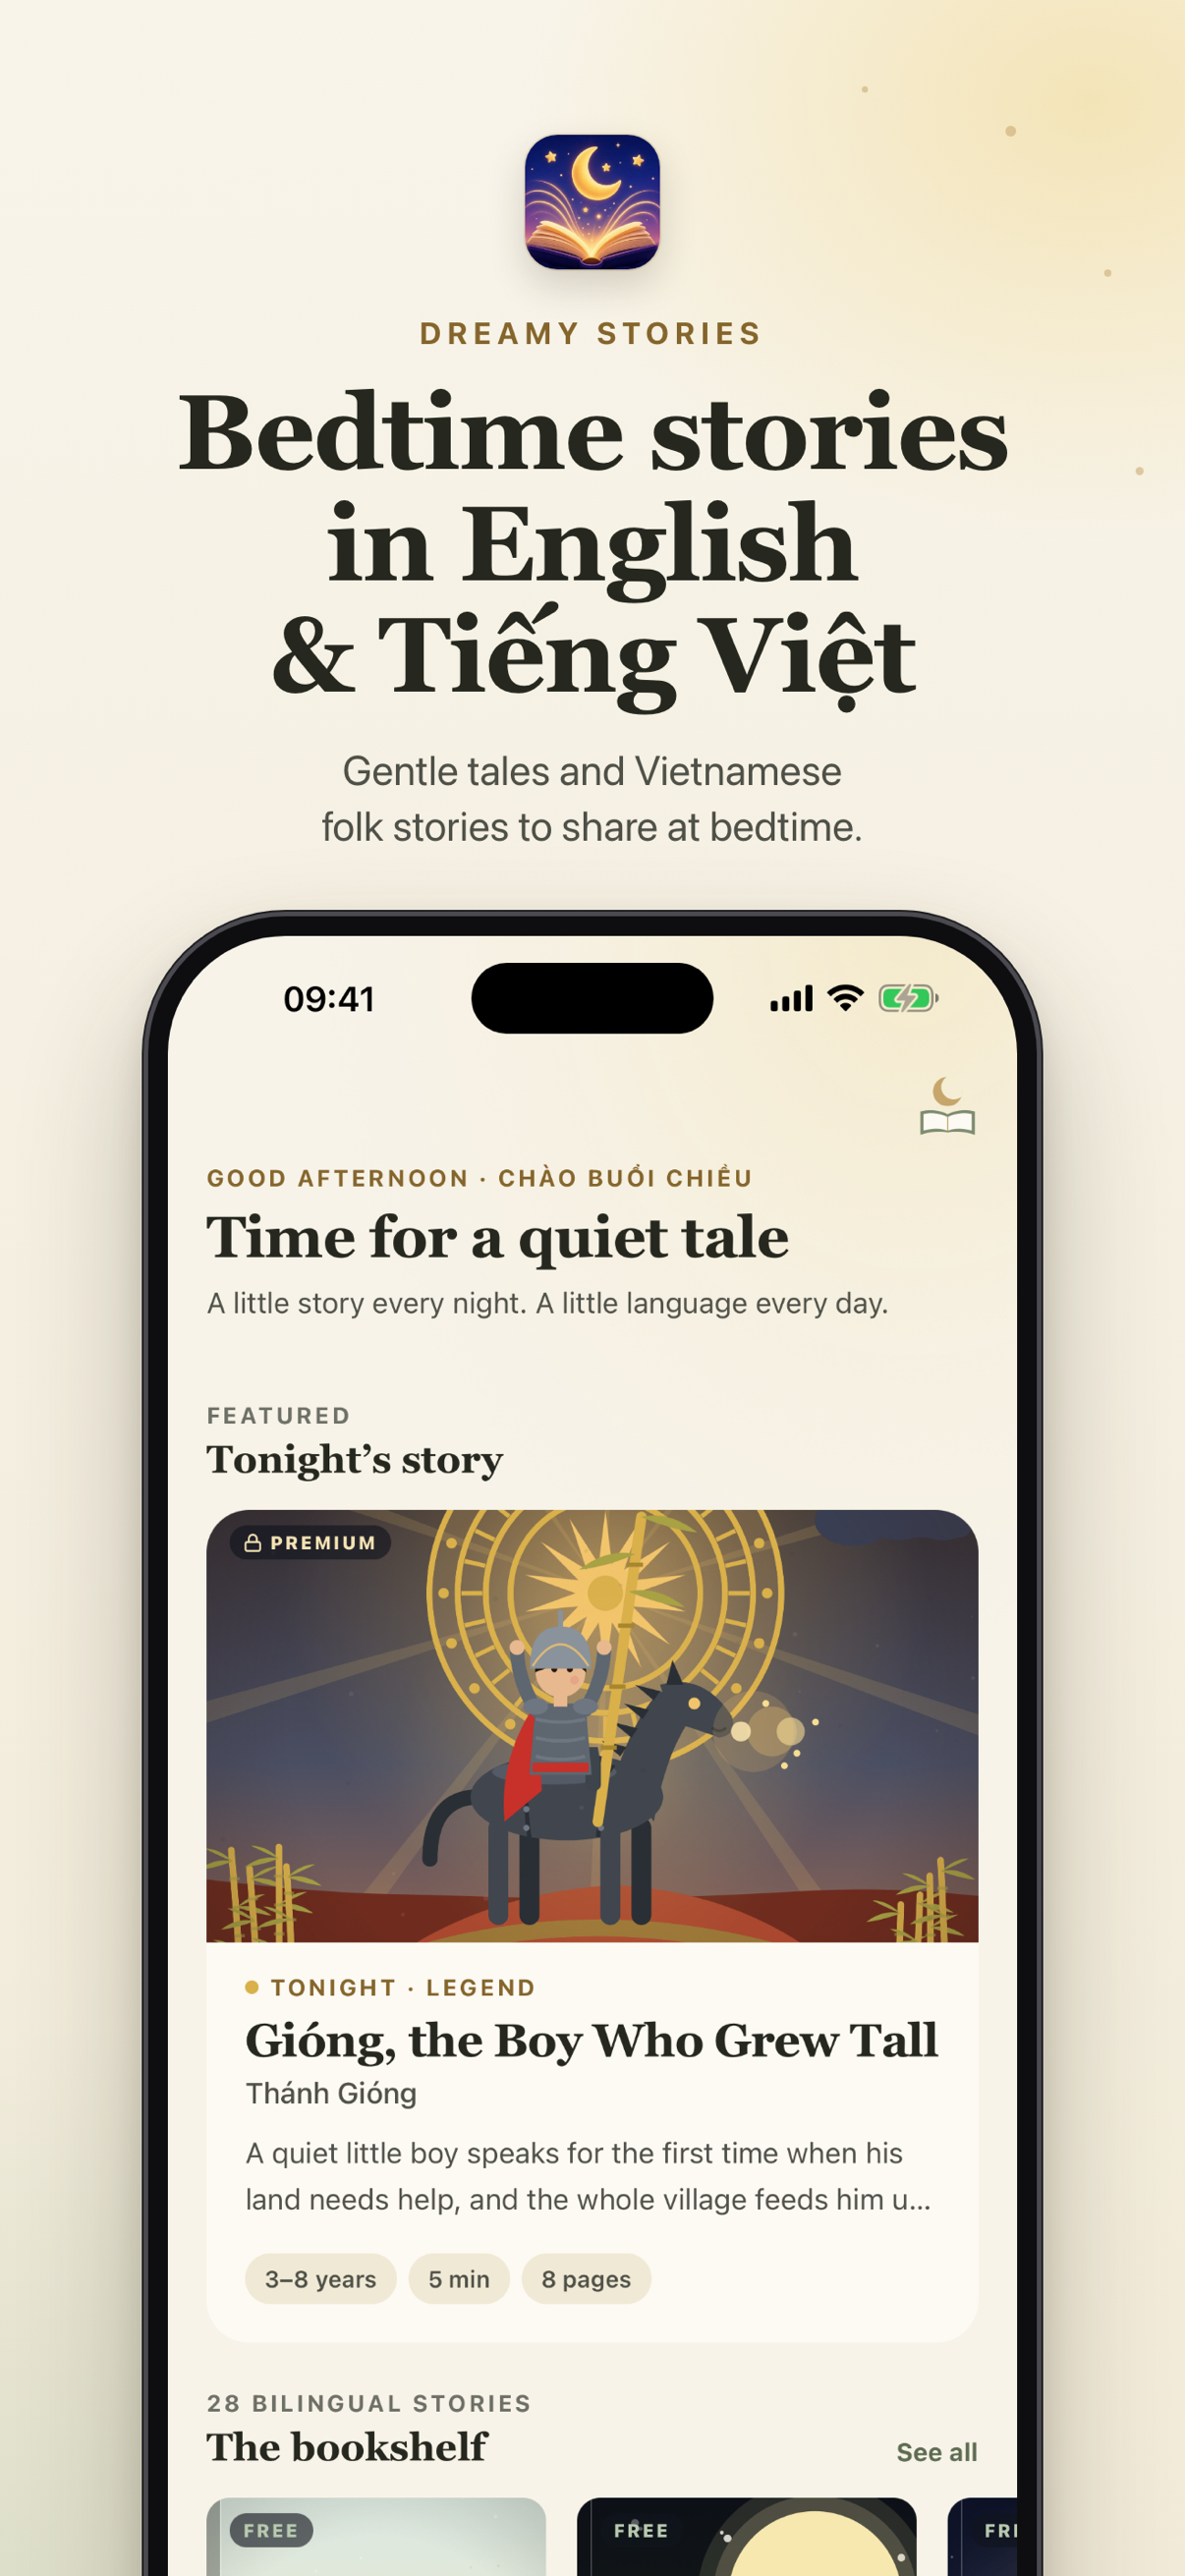 DREAMY STORIES
Bedtime stories
in English
& Tiếng Việt
Gentle tales and Vietnamese
folk stories to share at bedtime.
09:41
GOOD AFTERNOON · CHÀO BUỔI CHIỀU
Time for a quiet tale
A little story every night. A little language every day.
FEATURED
Tonight’s story
PREMIUM
TONIGHT · LEGEND
Gióng, the Boy Who Grew Tall
Thánh Gióng
A quiet little boy speaks for the first time when his
land needs help, and the whole village feeds him u...
3–8 years 5 min 8 pages
28 BILINGUAL STORIES
The bookshelf See all
FREE FREE